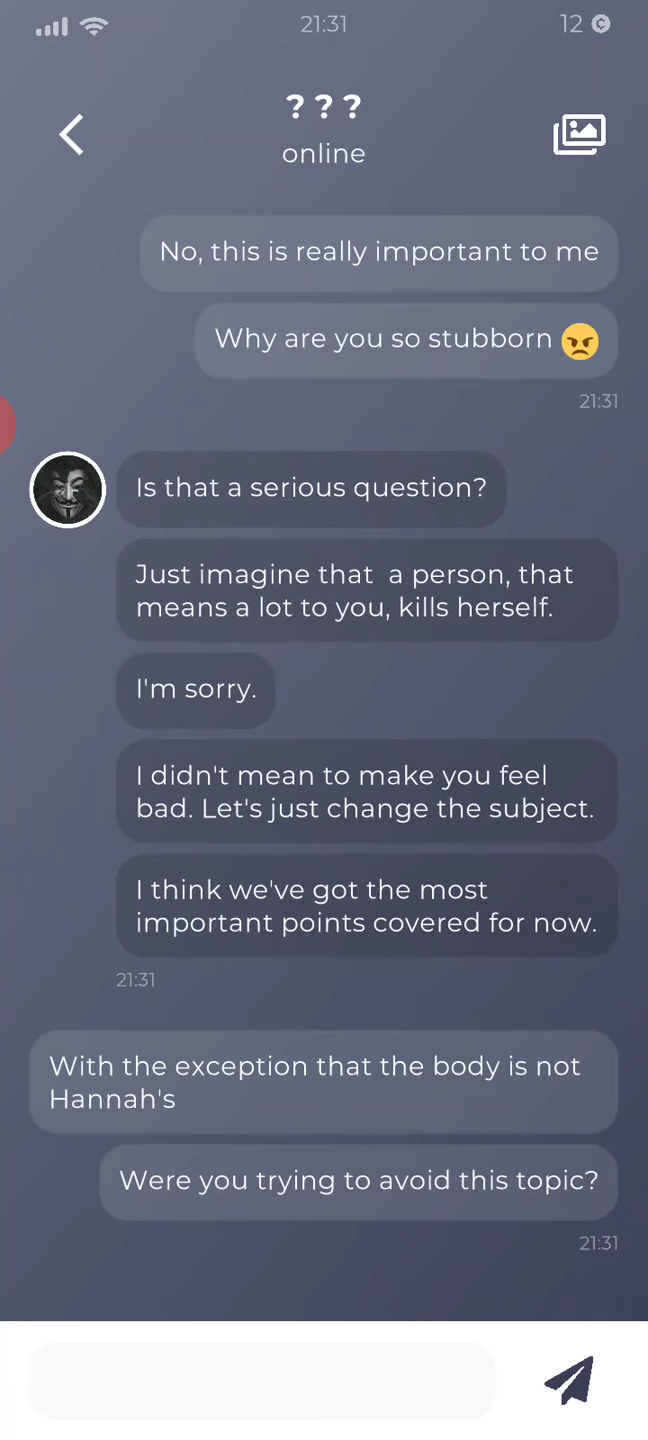 21:31
12
? ? ?
online
No, this is really important to me
Why are you so stubborn 😠
21:31
Is that a serious question?
Just imagine that  a person, that
means a lot to you, kills herself.
I'm sorry.
I didn't mean to make you feel
bad. Let's just change the subject.
I think we've got the most
important points covered for now.
21:31
With the exception that the body is not
Hannah's
Were you trying to avoid this topic?
21:31